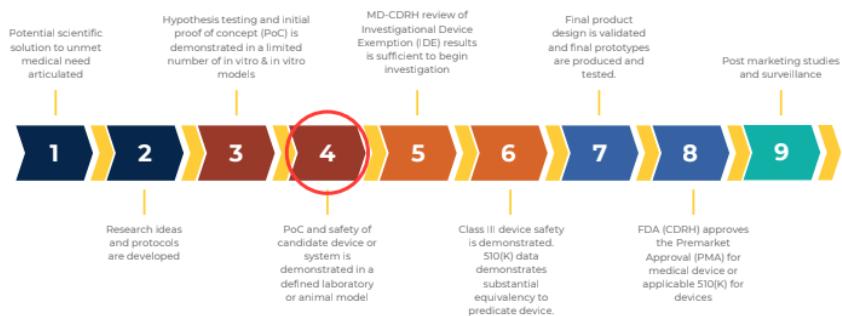 Potential scientific
solution to unmet
medical need
articulated
Hypothesis testing and initial
proof of concept (PoC) is
demonstrated in a limited
number of in vitro & in vitro
models
MD-CDRH review of
Investigational Device
Exemption (IDE) results
is sufficient to begin
investigation
Final product
design is validated
and final prototypes
are produced and
tested.
Post marketing studies
and surveillance
1
2
3
4
5
6
7
8
9
Research ideas
and protocols
are developed
PoC and safety of
candidate device or
system is
demonstrated in a
defined laboratory
or animal model
Class III device safety
is demonstrated.
510(K) data
demonstrates
substantial
equivalency to
predicate device.
FDA (CDRH) approves
the Premarket
Approval (PMA) for
medical device or
applicable 510(K) for
devices